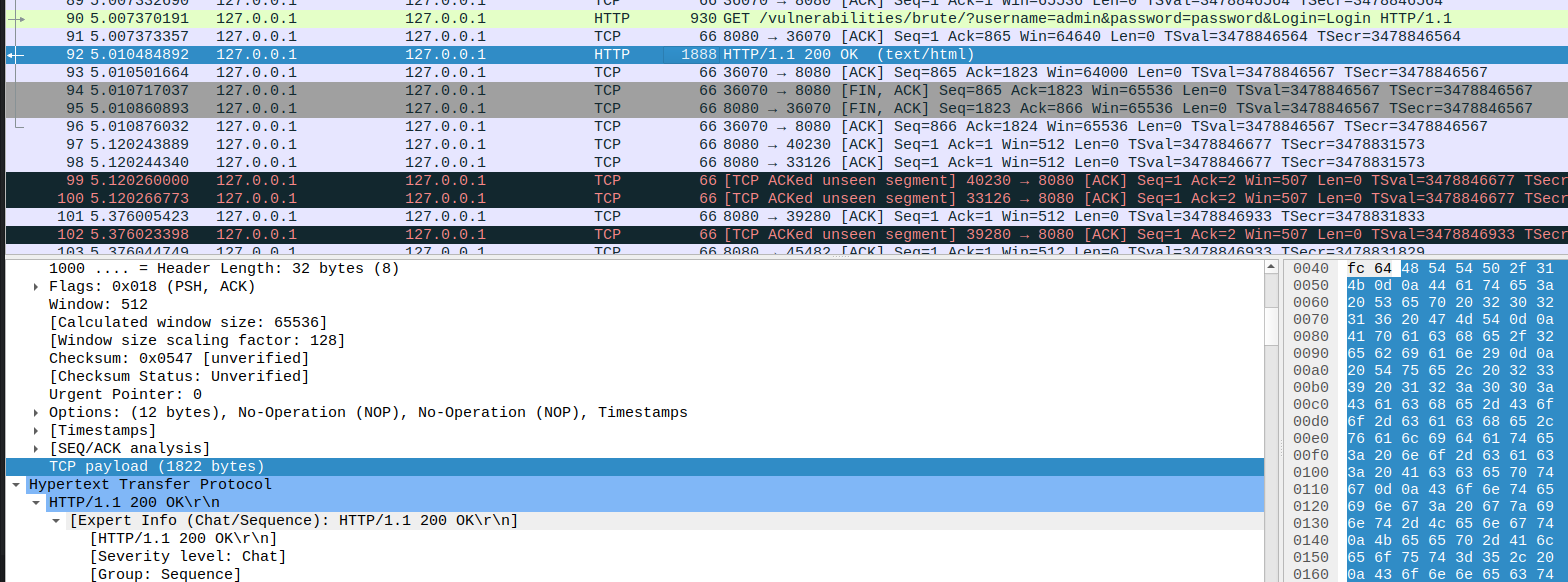 89 5.007332690 127.0.0.1 127.0.0.1 TCP 66 36070 → 8080 [ACK] Seq=1 Ack=1 Win=65536 Len=0 TSval=3478846564 TSecr=3478846564
90 5.007370191 127.0.0.1 127.0.0.1 HTTP 930 GET /vulnerabilities/brute/?username=admin&password=password&Login=Login HTTP/1.1
91 5.007373357 127.0.0.1 127.0.0.1 TCP 66 8080 → 36070 [ACK] Seq=1 Ack=865 Win=64640 Len=0 TSval=3478846564 TSecr=3478846564
92 5.010484892 127.0.0.1 127.0.0.1 HTTP 1888 HTTP/1.1 200 OK (text/html)
93 5.010501664 127.0.0.1 127.0.0.1 TCP 66 36070 → 8080 [ACK] Seq=865 Ack=1823 Win=64000 Len=0 TSval=3478846567 TSecr=3478846567
94 5.010717037 127.0.0.1 127.0.0.1 TCP 66 36070 → 8080 [FIN, ACK] Seq=865 Ack=1823 Win=65536 Len=0 TSval=3478846567 TSecr=3478846567
95 5.010860893 127.0.0.1 127.0.0.1 TCP 66 8080 → 36070 [FIN, ACK] Seq=1823 Ack=866 Win=65536 Len=0 TSval=3478846567 TSecr=3478846567
96 5.010876032 127.0.0.1 127.0.0.1 TCP 66 36070 → 8080 [ACK] Seq=866 Ack=1824 Win=65536 Len=0 TSval=3478846567 TSecr=3478846567
97 5.120243889 127.0.0.1 127.0.0.1 TCP 66 8080 → 40230 [ACK] Seq=1 Ack=1 Win=512 Len=0 TSval=3478846677 TSecr=3478831573
98 5.120244340 127.0.0.1 127.0.0.1 TCP 66 8080 → 33126 [ACK] Seq=1 Ack=1 Win=512 Len=0 TSval=3478846677 TSecr=3478831573
99 5.120260000 127.0.0.1 127.0.0.1 TCP 66 [TCP ACKed unseen segment] 40230 → 8080 [ACK] Seq=1 Ack=2 Win=507 Len=0 TSval=3478846677 TSecr
100 5.120266773 127.0.0.1 127.0.0.1 TCP 66 [TCP ACKed unseen segment] 33126 → 8080 [ACK] Seq=1 Ack=2 Win=507 Len=0 TSval=3478846677 TSecr
101 5.376005423 127.0.0.1 127.0.0.1 TCP 66 8080 → 39280 [ACK] Seq=1 Ack=1 Win=512 Len=0 TSval=3478846933 TSecr=3478831833
102 5.376023398 127.0.0.1 127.0.0.1 TCP 66 [TCP ACKed unseen segment] 39280 → 8080 [ACK] Seq=1 Ack=2 Win=507 Len=0 TSval=3478846933 TSecr
103 5.376044749 127.0.0.1 127.0.0.1 TCP 66 8080 → 45482 [ACK] Seq=1 Ack=1 Win=512 Len=0 TSval=3478846933 TSecr=3478831829
1000 .... = Header Length: 32 bytes (8)
Flags: 0x018 (PSH, ACK)
Window: 512
[Calculated window size: 65536]
[Window size scaling factor: 128]
Checksum: 0x0547 [unverified]
[Checksum Status: Unverified]
Urgent Pointer: 0
Options: (12 bytes), No-Operation (NOP), No-Operation (NOP), Timestamps
[Timestamps]
[SEQ/ACK analysis]
TCP payload (1822 bytes)
Hypertext Transfer Protocol
HTTP/1.1 200 OK\r\n
[Expert Info (Chat/Sequence): HTTP/1.1 200 OK\r\n]
[HTTP/1.1 200 OK\r\n]
[Severity level: Chat]
[Group: Sequence]
0040 fc 64 48 54 54 50 2f 31
0050 4b 0d 0a 44 61 74 65 3a
0060 20 53 65 70 20 32 30 32
0070 31 36 20 47 4d 54 0d 0a
0080 41 70 61 63 68 65 2f 32
0090 65 62 69 61 6e 29 0d 0a
00a0 20 54 75 65 2c 20 32 33
00b0 39 20 31 32 3a 30 30 3a
00c0 43 61 63 68 65 2d 43 6f
00d0 6f 2d 63 61 63 68 65 2c
00e0 76 61 6c 69 64 61 74 65
00f0 3a 20 6e 6f 2d 63 61 63
0100 3a 20 41 63 63 65 70 74
0110 67 0d 0a 43 6f 6e 74 65
0120 69 6e 67 3a 20 67 7a 69
0130 6e 74 2d 4c 65 6e 67 74
0140 0a 4b 65 65 70 2d 41 6c
0150 65 6f 75 74 3d 35 2c 20
0160 0a 43 6f 6e 6e 65 63 74